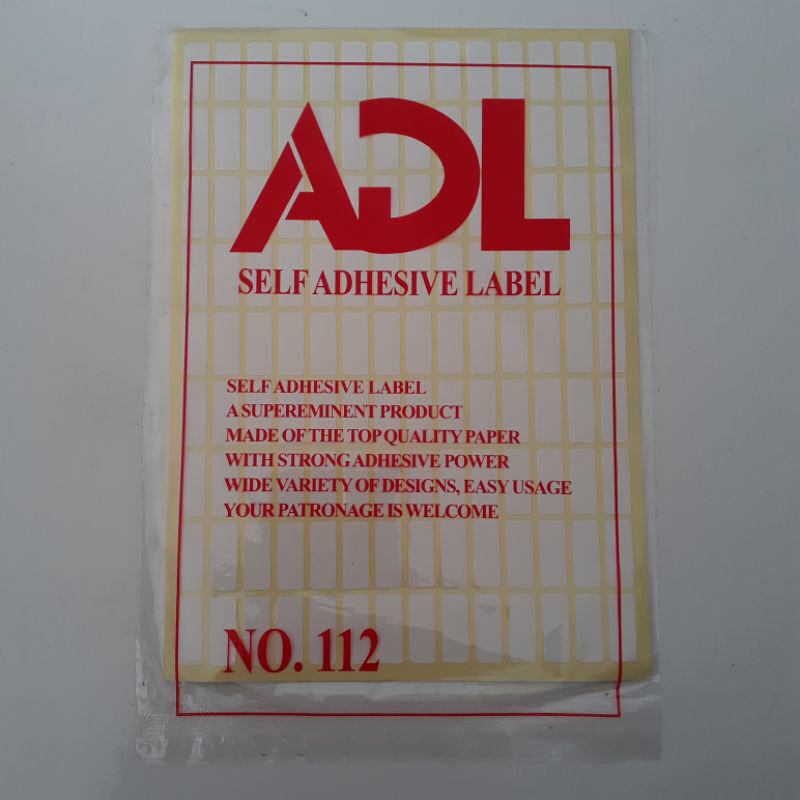 ADL
SELF ADHESIVE LABEL
SELF ADHESIVE LABEL
A SUPEREMINENT PRODUCT
MADE OF THE TOP QUALITY PAPER
WITH STRONG ADHESIVE POWER
WIDE VARIETY OF DESIGNS, EASY USAGE
YOUR PATRONAGE IS WELCOME
NO. 112